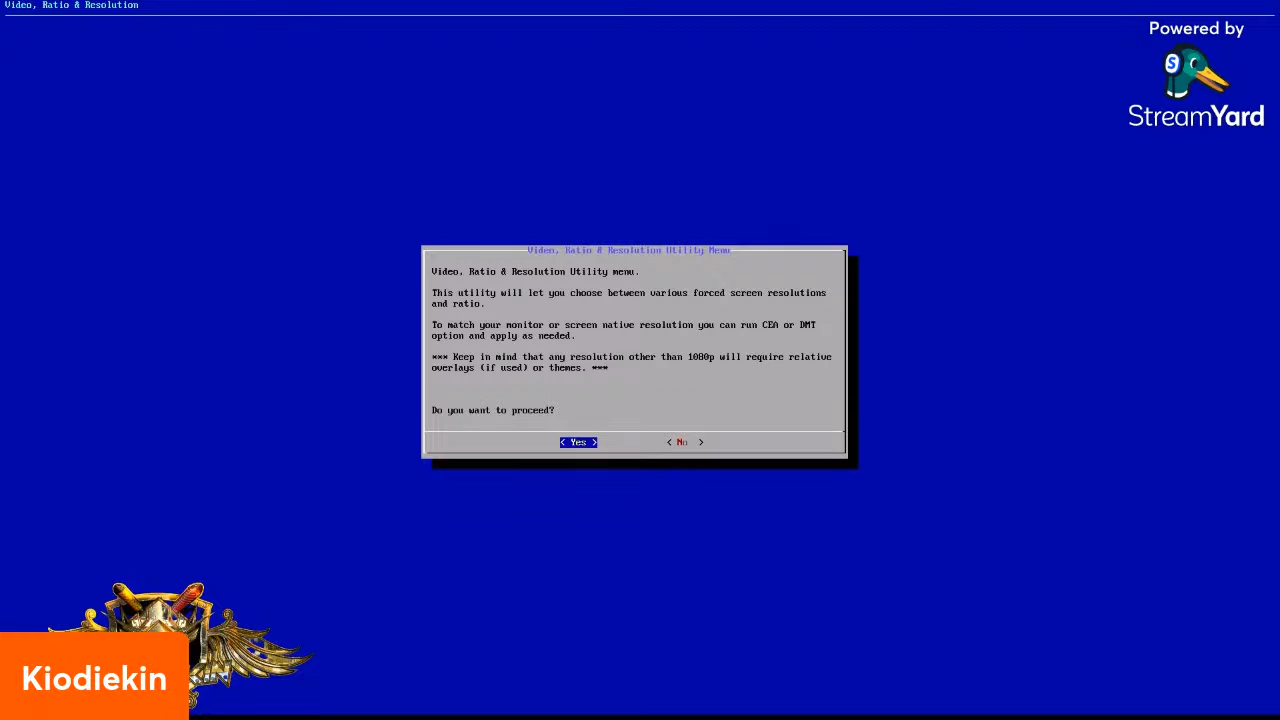 Video, Ratio & Resolution
Powered by
StreamYard
Video, Ratio & Resolution Utility Menu
Video, Ratio & Resolution Utility menu.
This utility will let you choose between various forced screen resolutions
and ratio.
To match your monitor or screen native resolution you can run CEA or DMT
option and apply as needed.
*** Keep in mind that any resolution other than 1080p will require relative
overlays (if used) or themes. ***
Do you want to proceed?
< Yes > < No >
Kiodiekin